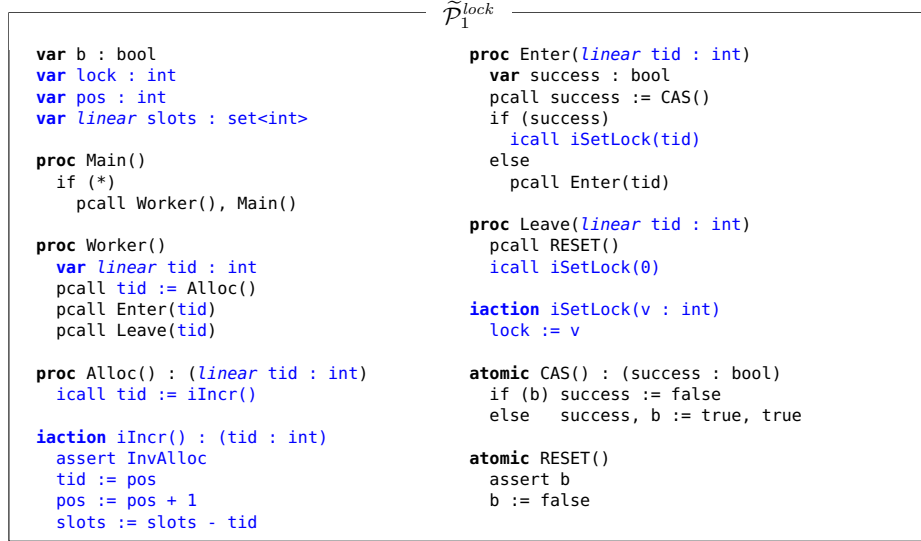 P̃₁ˡᵒᶜᵏ
var b : bool
var lock : int
var pos : int
var linear slots : set<int>
proc Main()
if (*)
pcall Worker(), Main()
proc Worker()
var linear tid : int
pcall tid := Alloc()
pcall Enter(tid)
pcall Leave(tid)
proc Alloc() : (linear tid : int)
icall tid := iIncr()
iaction iIncr() : (tid : int)
assert InvAlloc
tid := pos
pos := pos + 1
slots := slots - tid
proc Enter(linear tid : int)
var success : bool
pcall success := CAS()
if (success)
icall iSetLock(tid)
else
pcall Enter(tid)
proc Leave(linear tid : int)
pcall RESET()
icall iSetLock(0)
iaction iSetLock(v : int)
lock := v
atomic CAS() : (success : bool)
if (b) success := false
else success, b := true, true
atomic RESET()
assert b
b := false